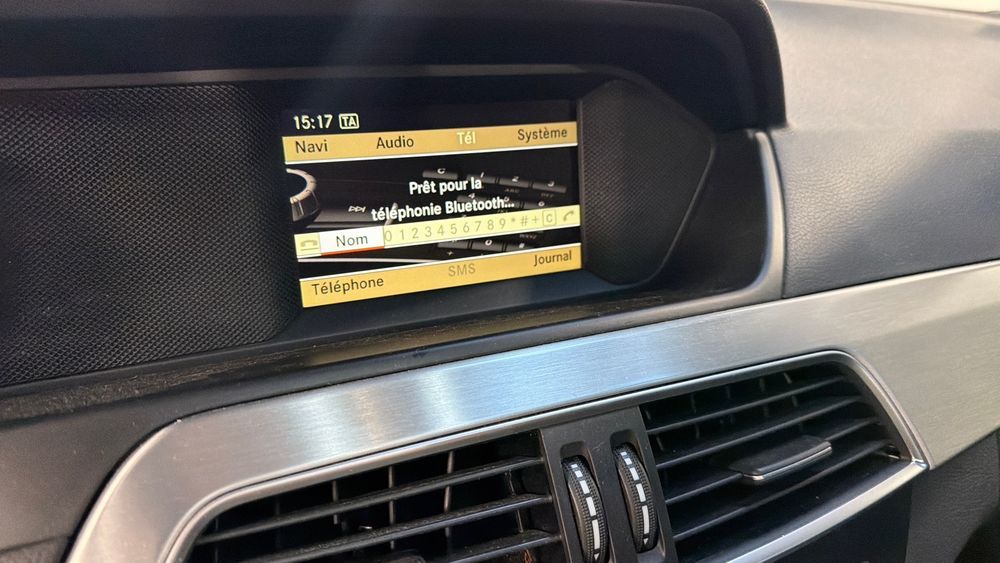 15:17 TA
Navi Audio Tél Système
Prêt pour la
téléphonie Bluetooth...
Nom 0 1 2 3 4 5 6 7 8 9 * # + C
Téléphone SMS Journal